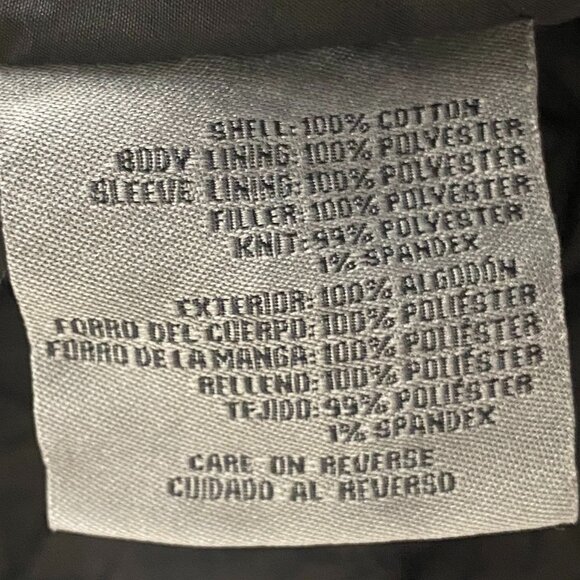 SHELL: 100% COTTON
BODY LINING: 100% POLYESTER
SLEEVE LINING: 100% POLYESTER
FILLER: 100% POLYESTER
KNIT: 99% POLYESTER
1% SPANDEX
EXTERIOR: 100% ALGODÓN
FORRO DEL CUERPO: 100% POLIÉSTER
FORRO DE LA MANGA: 100% POLIÉSTER
RELLENO: 100% POLIÉSTER
TEJIDO: 99% POLIÉSTER
1% SPANDEX
CARE ON REVERSE
CUIDADO AL REVERSO